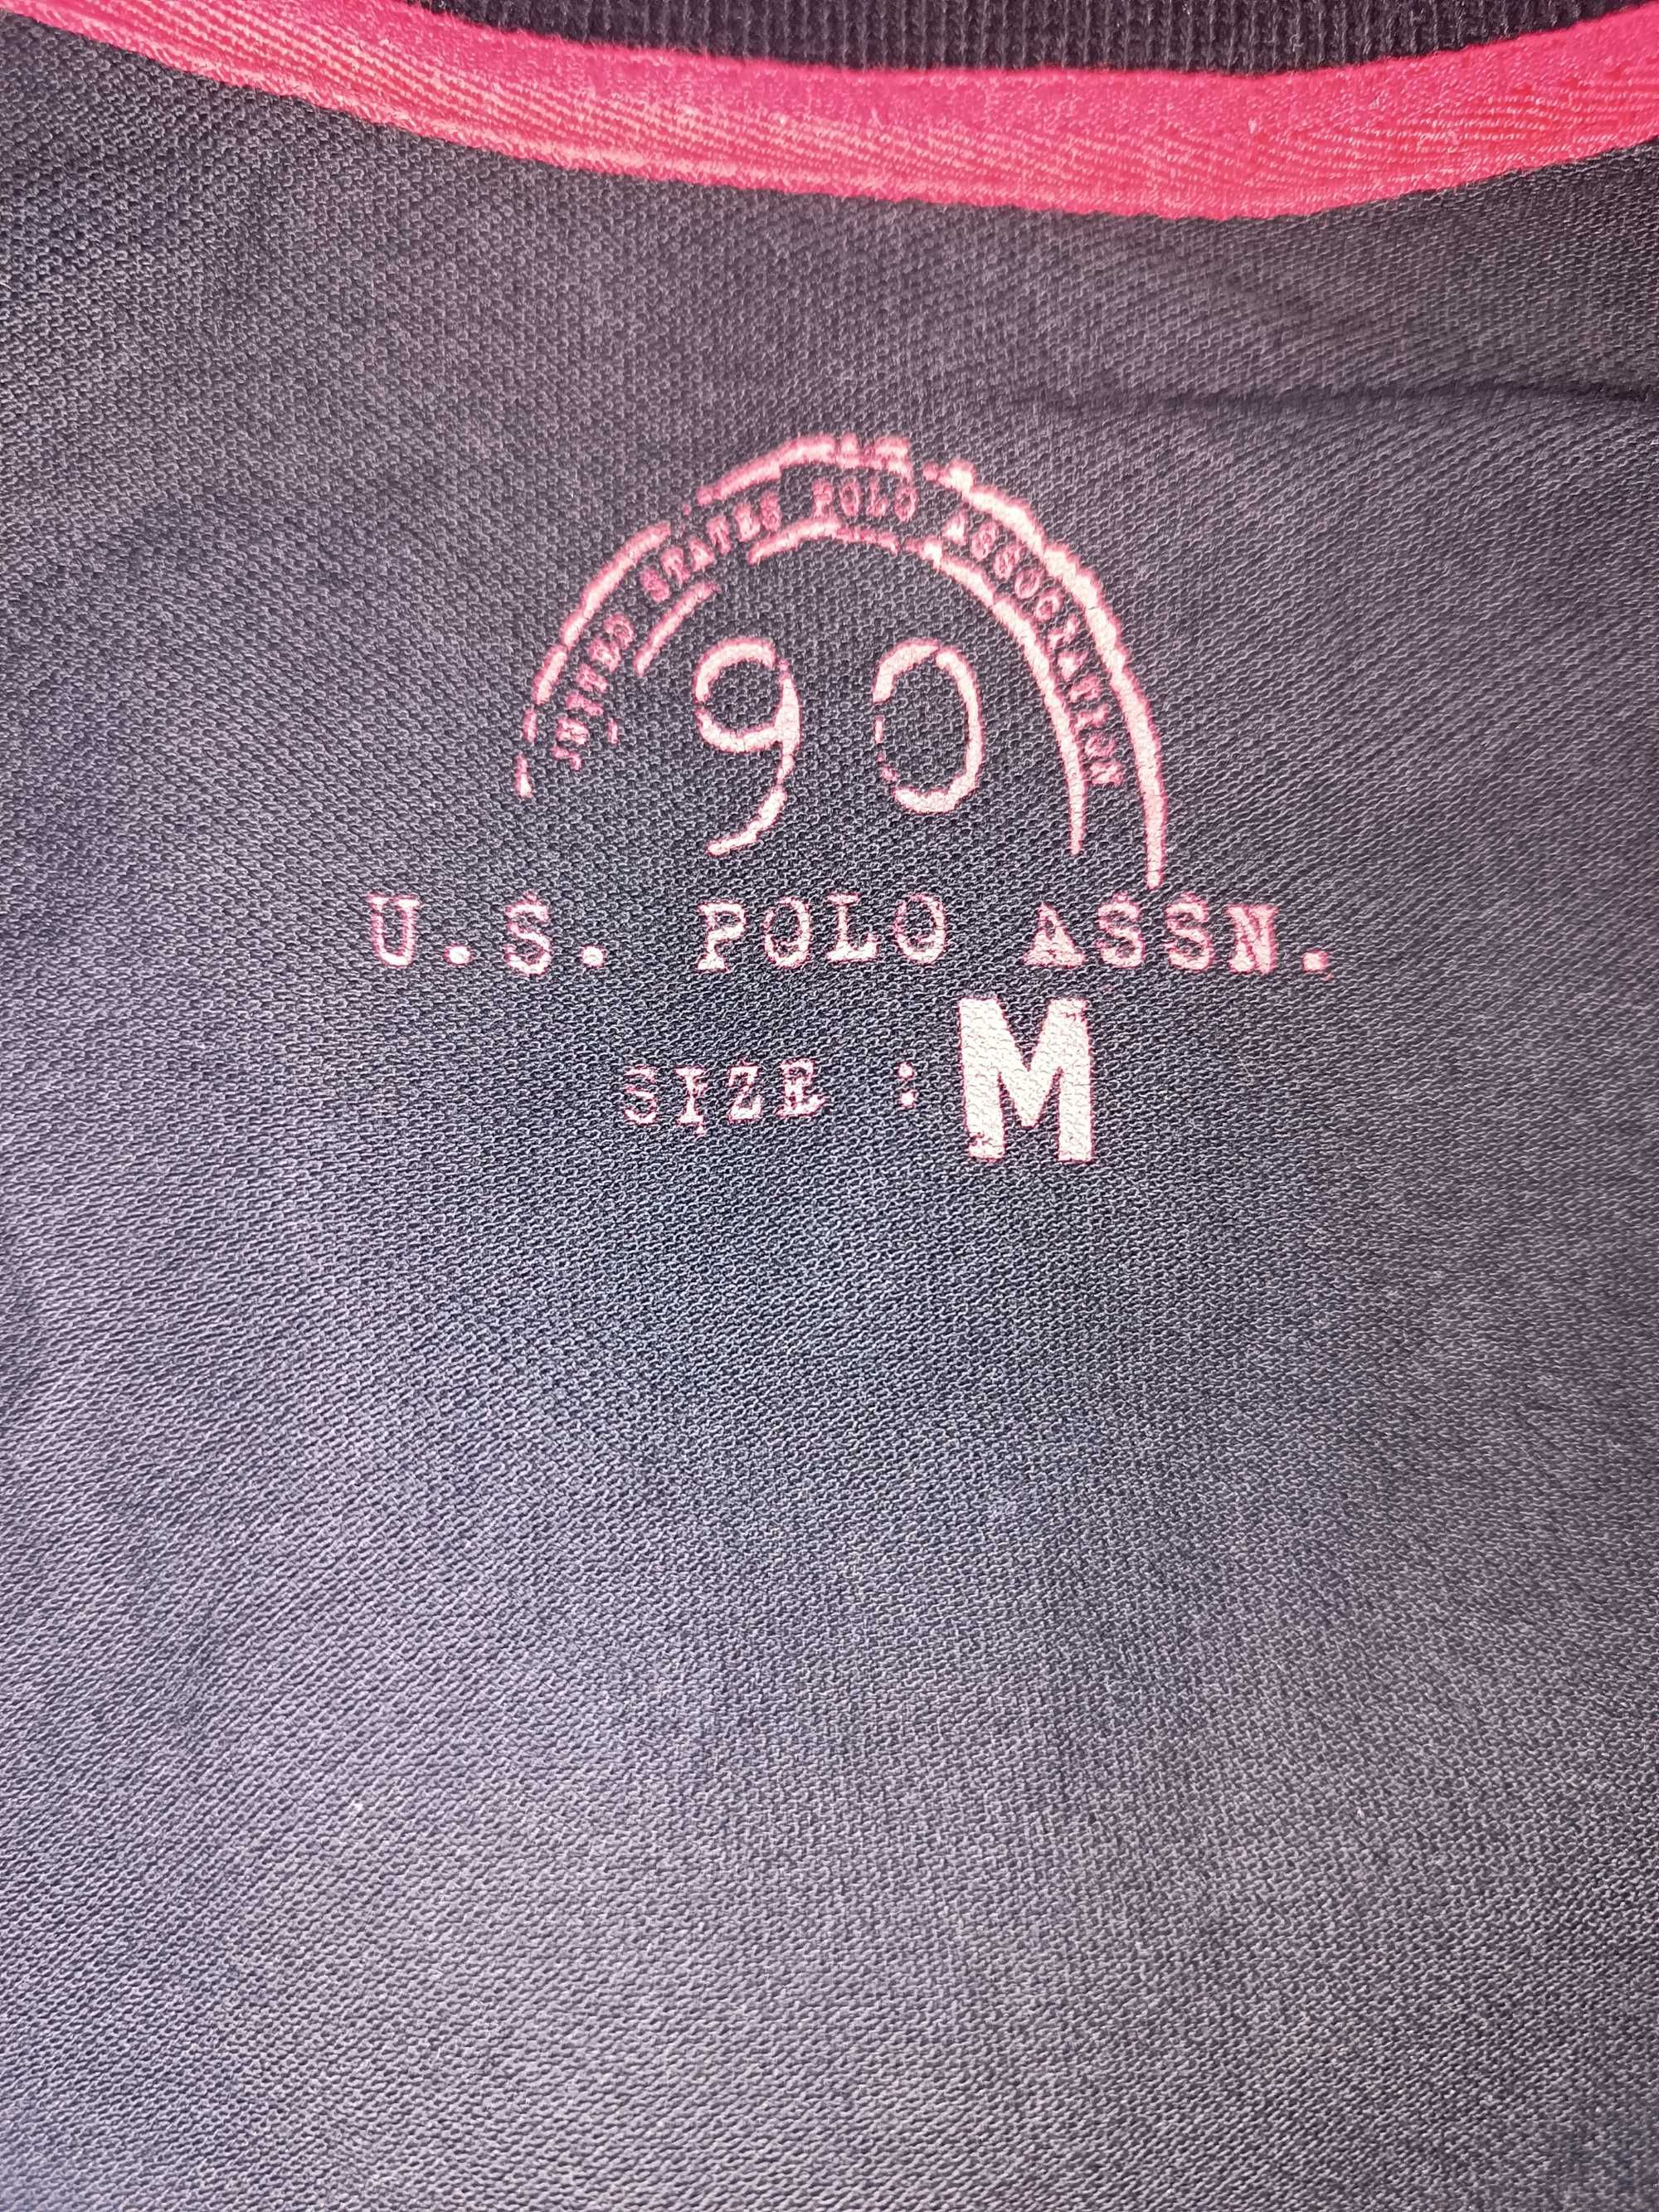 UNITED STATES POLO ASSOCIATION
90
U.S. POLO ASSN.
SIZE : M